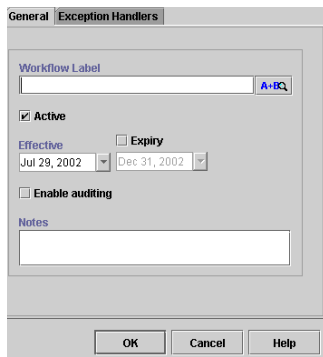 General Exception Handlers
Workflow Label
A+B
Active
Effective Expiry
Jul 29, 2002 Dec 31, 2002
Enable auditing
Notes
OK Cancel Help